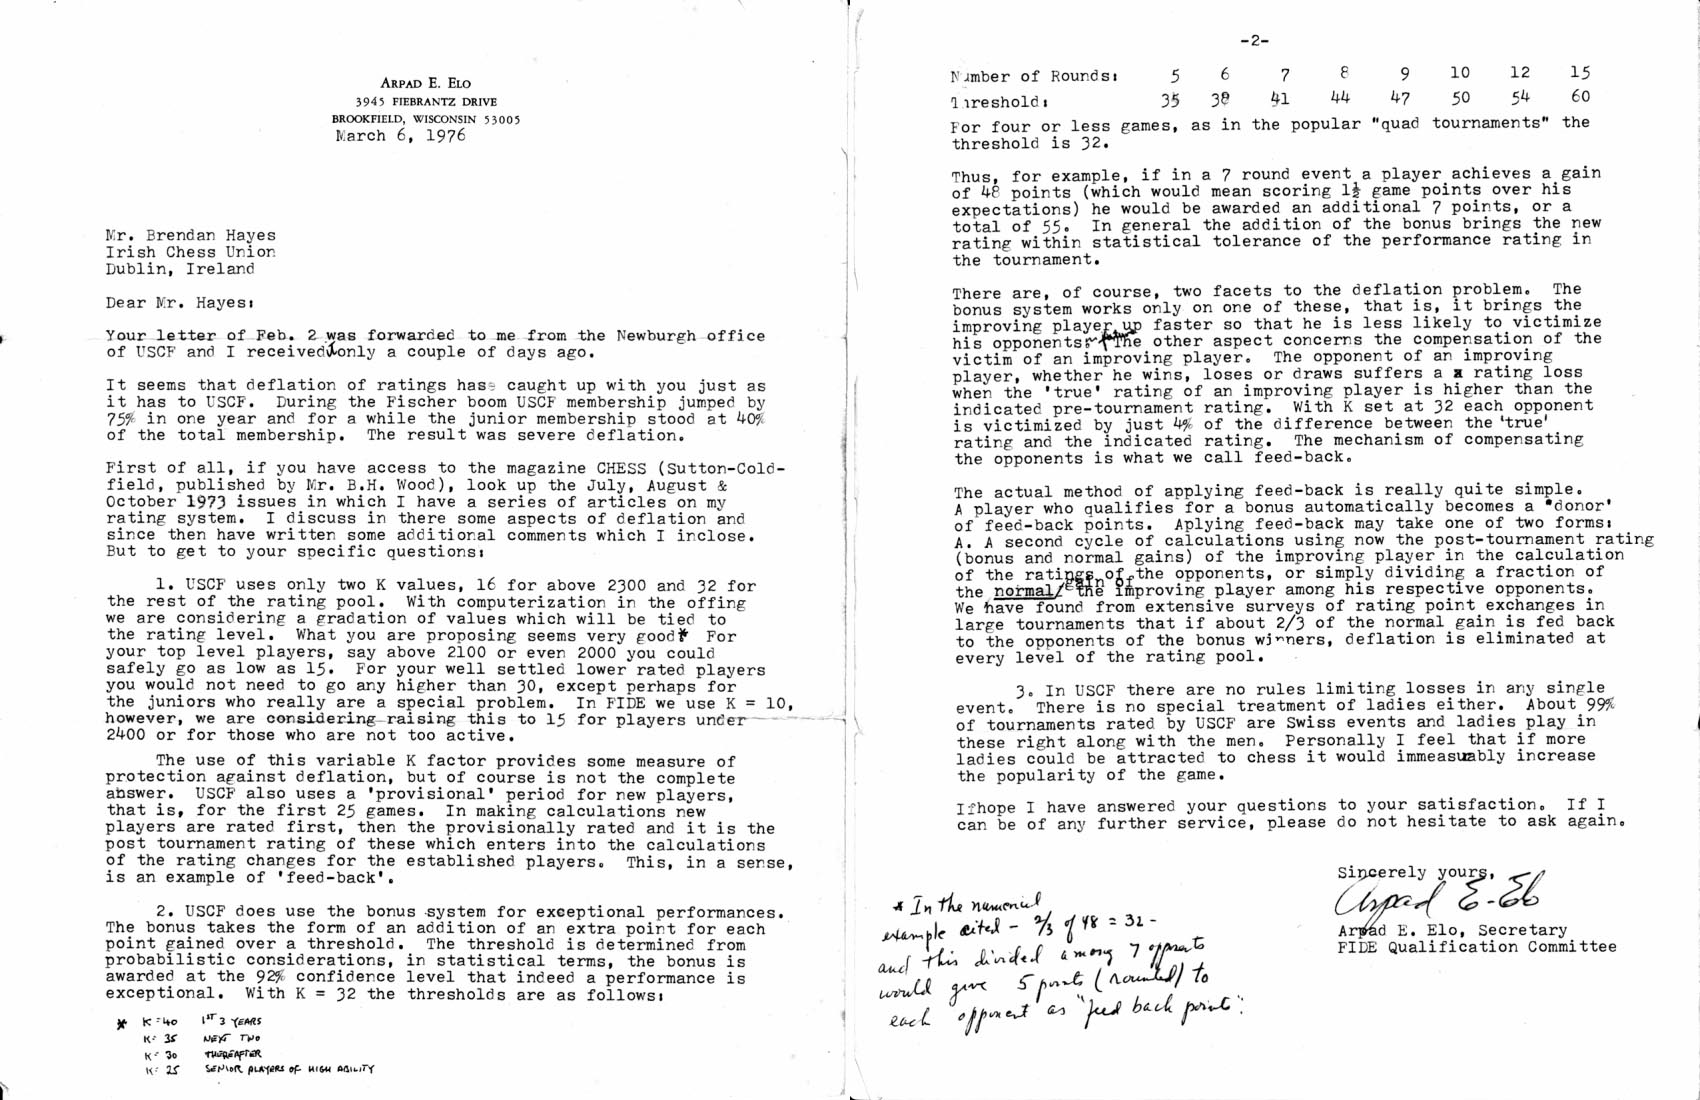 ARPAD E. ELO
3945 FIEBRANTZ DRIVE
BROOKFIELD, WISCONSIN 53005
March 6, 1976
Mr. Brendan Hayes
Irish Chess Union
Dublin, Ireland
Dear Mr. Hayes:
Your letter of Feb. 2 was forwarded to me from the Newburgh office
of USCF and I received only a couple of days ago.
It seems that deflation of ratings has caught up with you just as
it has to USCF. During the Fischer boom USCF membership jumped by
75% in one year and for a while the junior membership stood at 40%
of the total membership. The result was severe deflation.
First of all, if you have access to the magazine CHESS (Sutton-Cold-
field, published by Mr. B.H. Wood), look up the July, August &
October 1973 issues in which I have a series of articles on my
rating system. I discuss in there some aspects of deflation and
since then have written some additional comments which I inclose.
But to get to your specific questions:
1. USCF uses only two K values, 16 for above 2300 and 32 for
the rest of the rating pool. With computerization in the offing
we are considering a gradation of values which will be tied to
the rating level. What you are proposing seems very good* For
your top level players, say above 2100 or even 2000 you could
safely go as low as 15. For your well settled lower rated players
you would not need to go any higher than 30, except perhaps for
the juniors who really are a special problem. In FIDE we use K = 10,
however, we are considering raising this to 15 for players under
2400 or for those who are not too active.
The use of this variable K factor provides some measure of
protection against deflation, but of course is not the complete
answer. USCF also uses a 'provisional' period for new players,
that is, for the first 25 games. In making calculations new
players are rated first, then the provisionally rated and it is the
post tournament rating of these which enters into the calculations
of the rating changes for the established players. This, in a sense,
is an example of 'feed-back'.
2. USCF does use the bonus system for exceptional performances.
The bonus takes the form of an addition of an extra point for each
point gained over a threshold. The threshold is determined from
probabilistic considerations, in statistical terms, the bonus is
awarded at the 92% confidence level that indeed a performance is
exceptional. With K = 32 the thresholds are as follows:
* K=40 1ST 3 YEARS
K= 35 NEXT TWO
K= 30 THEREAFTER
K= 25 SENIOR PLAYERS OF HIGH ABILITY
-2-
Number of Rounds: 5 6 7 8 9 10 12 15
Threshold: 35 38 41 44 47 50 54 60
For four or less games, as in the popular "quad tournaments" the
threshold is 32.
Thus, for example, if in a 7 round event a player achieves a gain
of 48 points (which would mean scoring 1½ game points over his
expectations) he would be awarded an additional 7 points, or a
total of 55. In general the addition of the bonus brings the new
rating within statistical tolerance of the performance rating in
the tournament.
There are, of course, two facets to the deflation problem. The
bonus system works only on one of these, that is, it brings the
improving player up faster so that he is less likely to victimize
his opponents. The other aspect concerns the compensation of the
victim of an improving player. The opponent of an improving
player, whether he wins, loses or draws suffers a rating loss
when the 'true' rating of an improving player is higher than the
indicated pre-tournament rating. With K set at 32 each opponent
is victimized by just 4% of the difference between the 'true'
rating and the indicated rating. The mechanism of compensating
the opponents is what we call feed-back.
The actual method of applying feed-back is really quite simple.
A player who qualifies for a bonus automatically becomes a "donor'
of feed-back points. Aplying feed-back may take one of two forms:
A. A second cycle of calculations using now the post-tournament rating
(bonus and normal gains) of the improving player in the calculation
of the ratings of the opponents, or simply dividing a fraction of
the normal/gain of the improving player among his respective opponents.
We have found from extensive surveys of rating point exchanges in
large tournaments that if about 2/3 of the normal gain is fed back
to the opponents of the bonus winners, deflation is eliminated at
every level of the rating pool.
3. In USCF there are no rules limiting losses in any single
event. There is no special treatment of ladies either. About 99%
of tournaments rated by USCF are Swiss events and ladies play in
these right along with the men. Personally I feel that if more
ladies could be attracted to chess it would immeasurably increase
the popularity of the game.
I hope I have answered your questions to your satisfaction. If I
can be of any further service, please do not hesitate to ask again.
Sincerely yours,
Arpad E. Elo
Arpad E. Elo, Secretary
FIDE Qualification Committee
* In the numerical
example cited - 2/3 of 48 = 32 -
and this divided among 7 opponents
would give 5 points (rounded) to
each opponent as "feed back points".